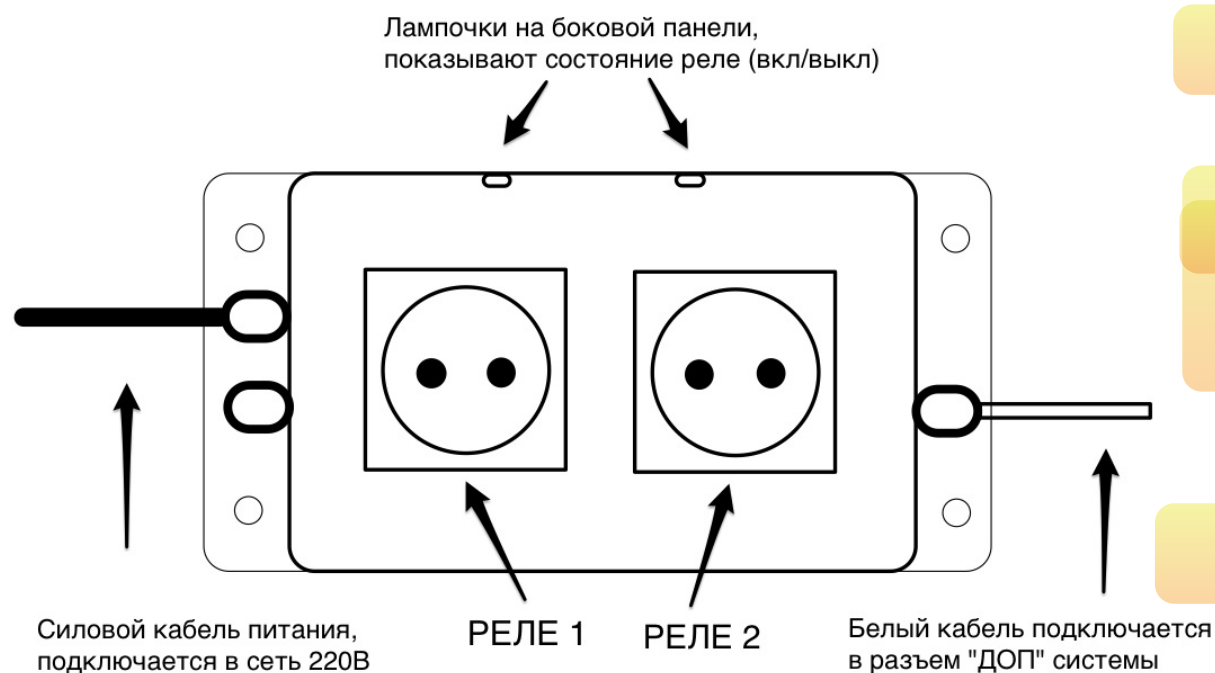 Лампочки на боковой панели,
показывают состояние реле (вкл/выкл)
РЕЛЕ 1
РЕЛЕ 2
Силовой кабель питания,
подключается в сеть 220В
Белый кабель подключается
в разъем "ДОП" системы